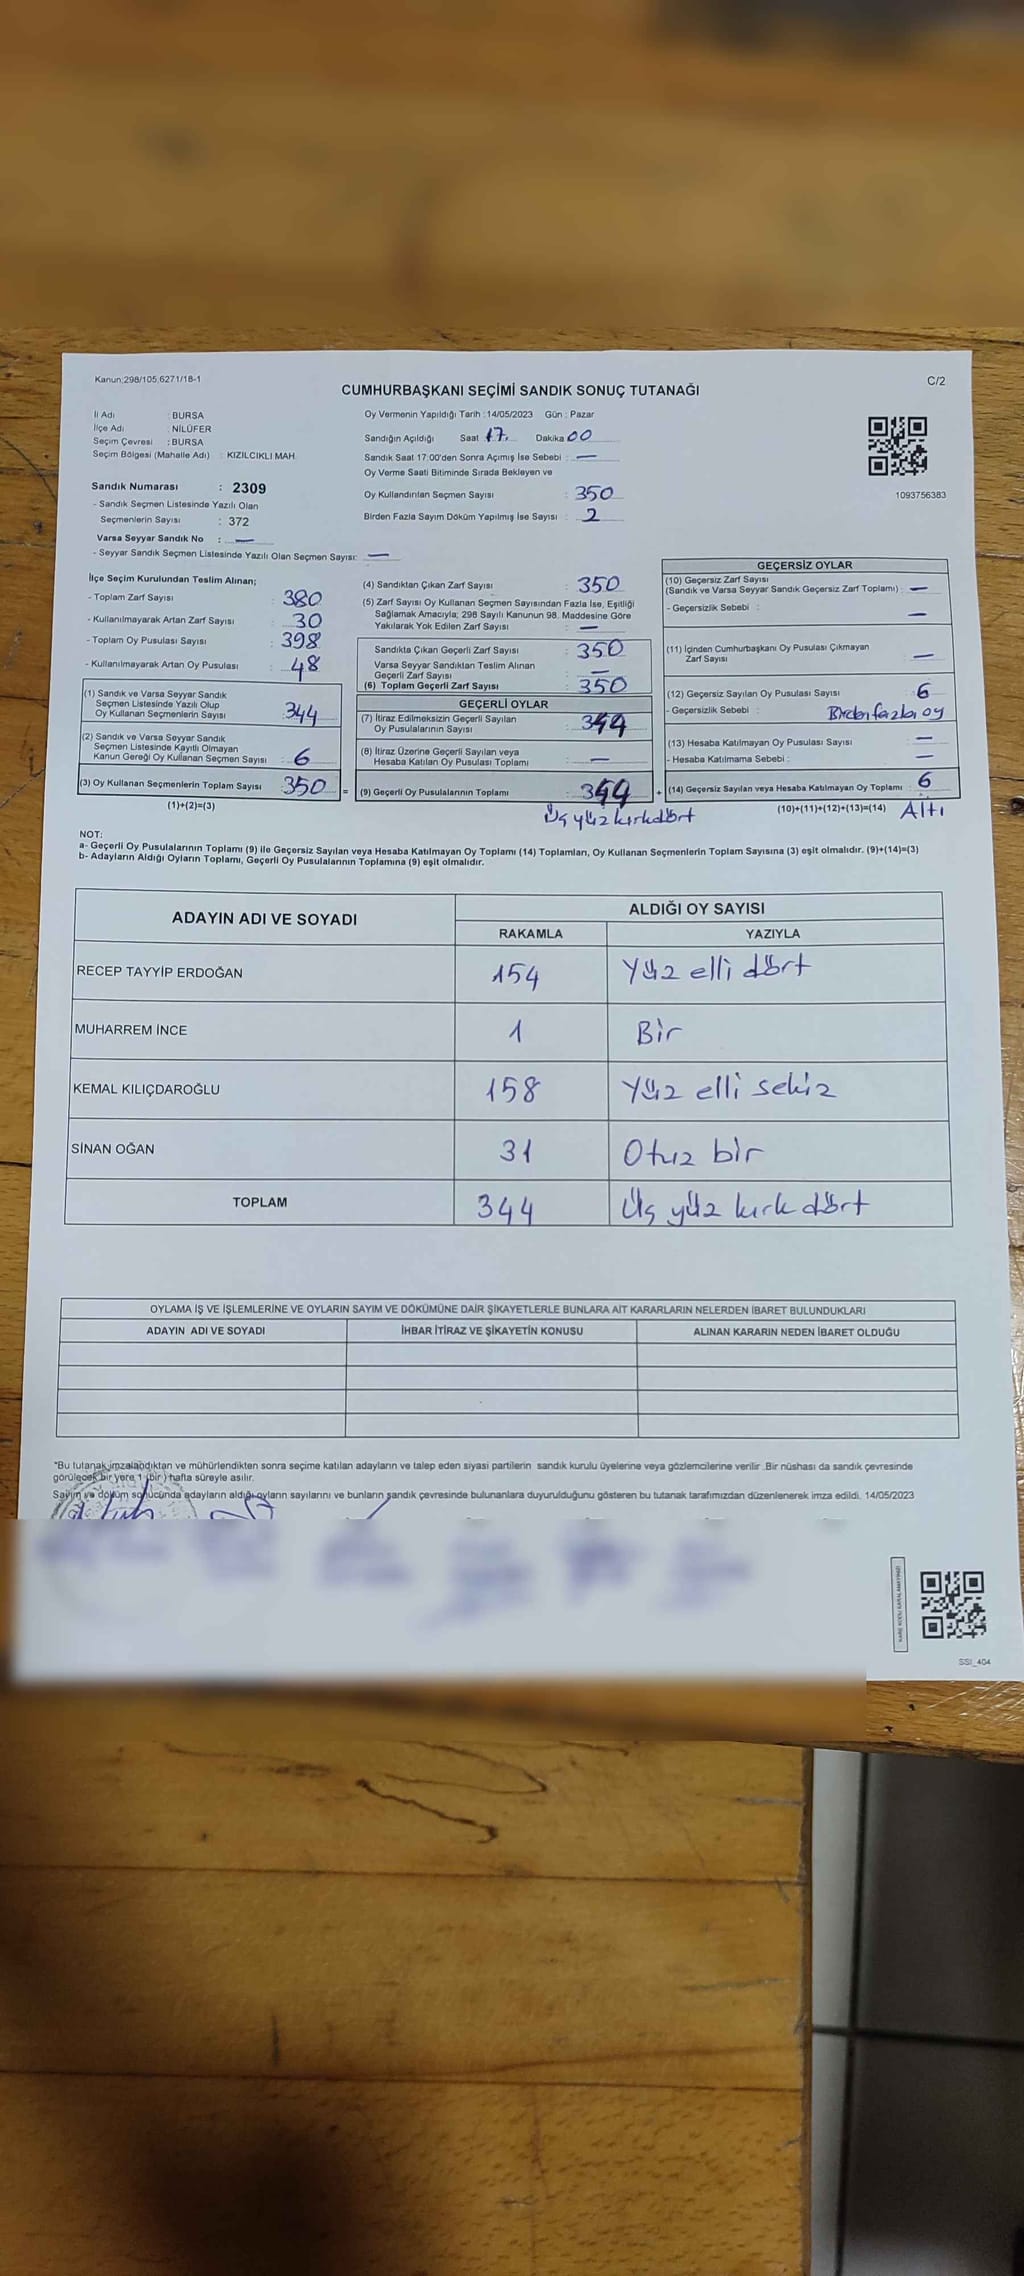 Kanun:298/105,6271/18-1
C/2
CUMHURBAŞKANI SEÇİMİ SANDIK SONUÇ TUTANAĞI
İl Adı : BURSA
İlçe Adı : NİLÜFER
Seçim Çevresi : BURSA
Seçim Bölgesi (Mahalle Adı) : KIZILCIKLI MAH.
Sandık Numarası : 2309
- Sandık Seçmen Listesinde Yazılı Olan
Seçmenlerin Sayısı : 372
Varsa Seyyar Sandık No : —
- Seyyar Sandık Seçmen Listesinde Yazılı Olan Seçmen Sayısı: —
Oy Vermenin Yapıldığı Tarih :14/05/2023 Gün : Pazar
Sandığın Açıldığı Saat 17. Dakika 00
Sandık Saat 17:00'den Sonra Açımış İse Sebebi : —
Oy Verme Saati Bitiminde Sırada Bekleyen ve
Oy Kullandırılan Seçmen Sayısı : 350
Birden Fazla Sayım Döküm Yapılmış İse Sayısı : 2
1093756383
İlçe Seçim Kurulundan Teslim Alınan;
- Toplam Zarf Sayısı : 380
- Kullanılmayarak Artan Zarf Sayısı : 30
- Toplam Oy Pusulası Sayısı : 398
- Kullanılmayarak Artan Oy Pusulası : 48
(1) Sandık ve Varsa Seyyar Sandık
Seçmen Listesinde Yazılı Olup
Oy Kullanan Seçmenlerin Sayısı : 344
(2) Sandık ve Varsa Seyyar Sandık
Seçmen Listesinde Kayıtlı Olmayan
Kanun Gereği Oy Kullanan Seçmen Sayısı : 6
(3) Oy Kullanan Seçmenlerin Toplam Sayısı : 350 =
(1)+(2)=(3)
(4) Sandıktan Çıkan Zarf Sayısı : 350
(5) Zarf Sayısı Oy Kullanan Seçmen Sayısından Fazla İse, Eşitliği
Sağlamak Amacıyla; 298 Sayılı Kanunun 98. Maddesine Göre
Yakılarak Yok Edilen Zarf Sayısı : —
Sandıkta Çıkan Geçerli Zarf Sayısı : 350
Varsa Seyyar Sandıktan Teslim Alınan
Geçerli Zarf Sayısı : —
(6) Toplam Geçerli Zarf Sayısı : 350
GEÇERLİ OYLAR
(7) İtiraz Edilmeksizin Geçerli Sayılan
Oy Pusulalarının Sayısı : 344
(8) İtiraz Üzerine Geçerli Sayılan veya
Hesaba Katılan Oy Pusulası Toplamı : —
(9) Geçerli Oy Pusulalarının Toplamı : 344 +
Üç yüz kırk dört
GEÇERSİZ OYLAR
(10) Geçersiz Zarf Sayısı
(Sandık ve Varsa Seyyar Sandık Geçersiz Zarf Toplamı) : —
- Geçersizlik Sebebi : —
(11) İçinden Cumhurbaşkanı Oy Pusulası Çıkmayan
Zarf Sayısı : —
(12) Geçersiz Sayılan Oy Pusulası Sayısı : 6
- Geçersizlik Sebebi : Birden fazla oy
(13) Hesaba Katılmayan Oy Pusulası Sayısı : —
- Hesaba Katılmama Sebebi : —
(14) Geçersiz Sayılan veya Hesaba Katılmayan Oy Toplamı : 6
(10)+(11)+(12)+(13)=(14) Altı
NOT:
a- Geçerli Oy Pusulalarının Toplamı (9) ile Geçersiz Sayılan veya Hesaba Katılmayan Oy Toplamı (14) Toplamları, Oy Kullanan Seçmenlerin Toplam Sayısına (3) eşit olmalıdır. (9)+(14)=(3)
b- Adayların Aldığı Oyların Toplamı, Geçerli Oy Pusulalarının Toplamına (9) eşit olmalıdır.
ADAYIN ADI VE SOYADI
ALDIĞI OY SAYISI
RAKAMLA YAZIYLA
RECEP TAYYİP ERDOĞAN 154 Yüz elli dört
MUHARREM İNCE 1 Bir
KEMAL KILIÇDAROĞLU 158 Yüz elli sekiz
SİNAN OĞAN 31 Otuz bir
TOPLAM 344 Üç yüz kırk dört
OYLAMA İŞ VE İŞLEMLERİNE VE OYLARIN SAYIM VE DÖKÜMÜNE DAİR ŞİKAYETLERLE BUNLARA AİT KARARLARIN NELERDEN İBARET BULUNDUKLARI
ADAYIN ADI VE SOYADI İHBAR İTİRAZ VE ŞİKAYETİN KONUSU ALINAN KARARIN NEDEN İBARET OLDUĞU
"Bu tutanak imzalandıktan ve mühürlendikten sonra seçime katılan adayların ve talep eden siyasi partilerin sandık kurulu üyelerine veya gözlemcilerine verilir .Bir nüshası da sandık çevresinde
görülecek bir yere 1 (bir) hafta süreyle asılır.
Sayım ve döküm sonucunda adayların aldığı oyların sayılarını ve bunların sandık çevresinde bulunanlara duyurulduğunu gösteren bu tutanak tarafımızdan düzenlenerek imza edildi. 14/05/2023
SSI_404